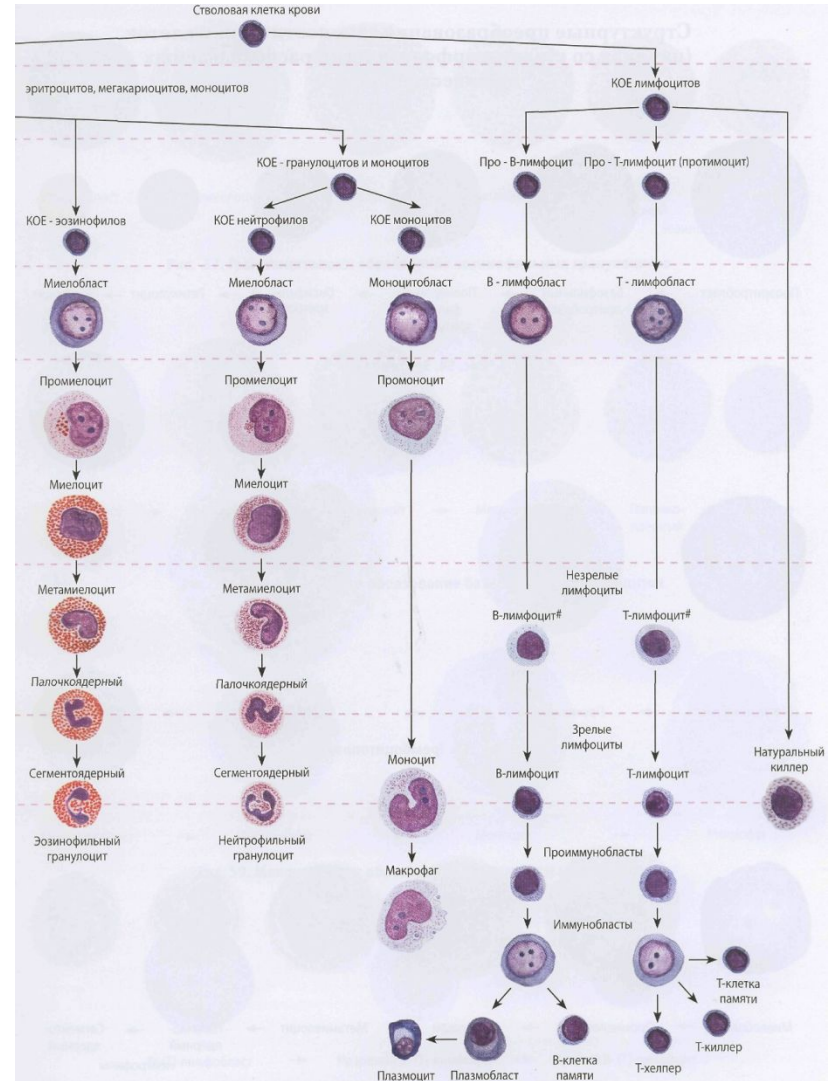 Стволовая клетка крови
КОЕ лимфоцитов
эритроцитов, мегакариоцитов, моноцитов
КОЕ - гранулоцитов и моноцитов
Про - В-лимфоцит
Про - Т-лимфоцит (протимоцит)
КОЕ - эозинофилов
КОЕ нейтрофилов
КОЕ моноцитов
Миелобласт
Миелобласт
Моноцитобласт
В - лимфобласт
Т - лимфобласт
Промиелоцит
Промиелоцит
Промоноцит
Миелоцит
Миелоцит
Незрелые
лимфоциты
Метамиелоцит
Метамиелоцит
В-лимфоцит#
Т-лимфоцит#
Палочкоядерный
Палочкоядерный
Зрелые
лимфоциты
Натуральный
киллер
Сегментоядерный
Сегментоядерный
Моноцит
В-лимфоцит
Т-лимфоцит
Эозинофильный
гранулоцит
Нейтрофильный
гранулоцит
Проиммунобласты
Макрофаг
Иммунобласты
Т-клетка
памяти
Т-киллер
Плазмоцит
Плазмобласт
В-клетка
памяти
Т-хелпер